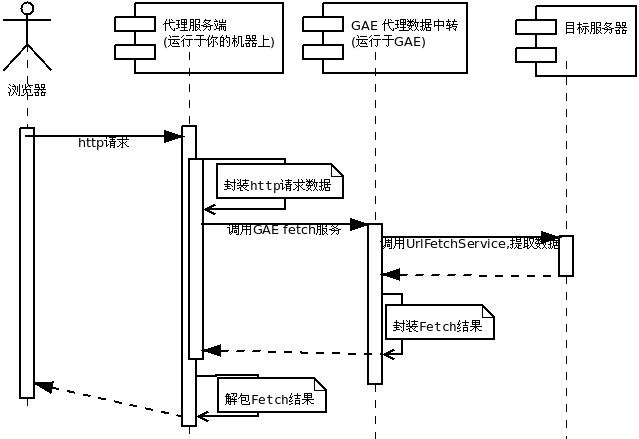 代理服务端
(运行于你的机器上)
GAE 代理数据中转
(运行于GAE)
目标服务器
浏览器
http请求
封装http请求数据
调用GAE fetch服务
调用UrlFetchService,提取数据
封装Fetch结果
解包Fetch结果